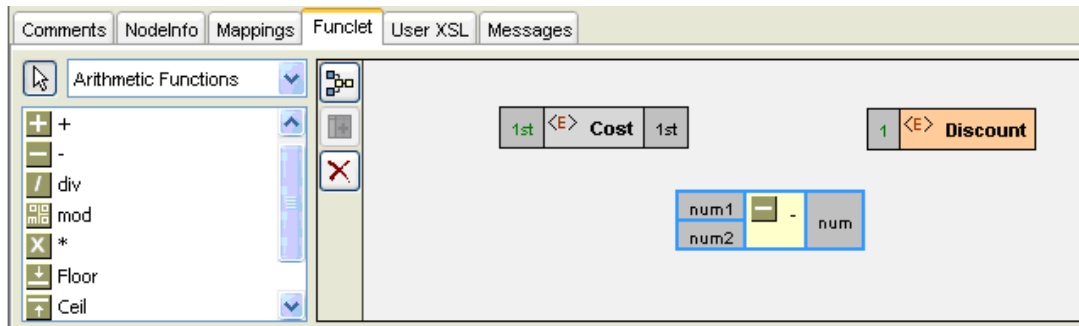 Comments NodeInfo Mappings Funclet User XSL Messages
Arithmetic Functions
+
-
div
mod
*
Floor
Ceil
1st <E> Cost 1st
1 <E> Discount
num1 - num
num2